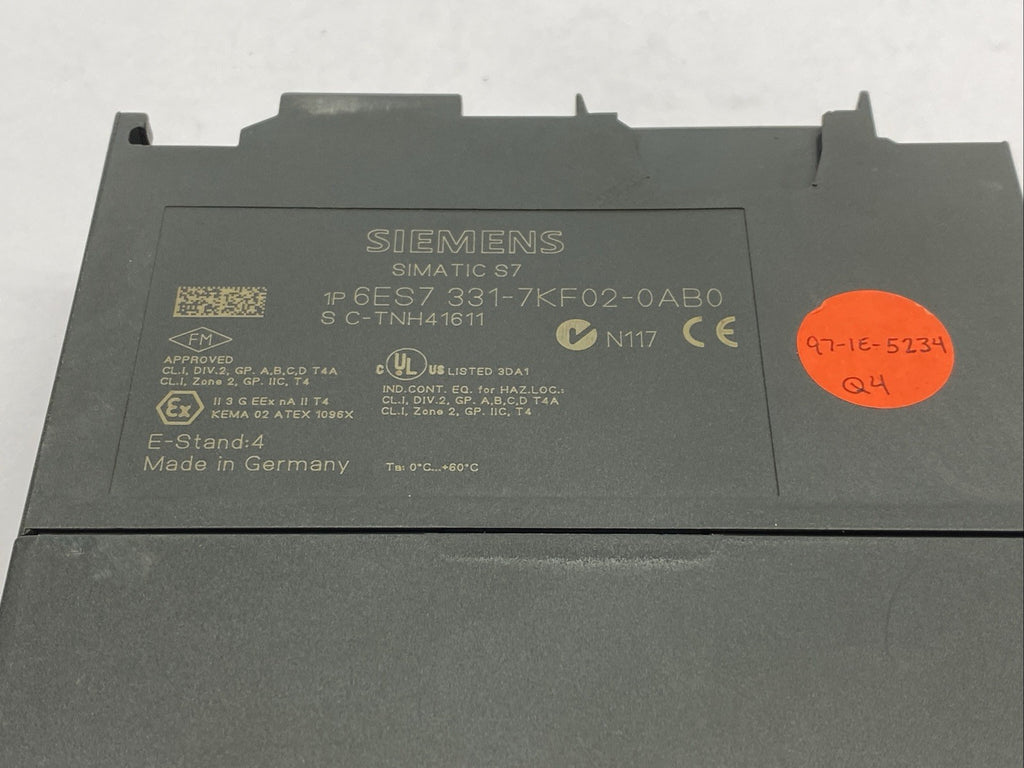 SIEMENS
SIMATIC S7
1P 6ES7 331-7KF02-0AB0
S C-TNH41611
N117 CE
FM
APPROVED
CL.I, DIV.2, GP. A,B,C,D T4A
CL.I, Zone 2, GP. IIC, T4
C UL US LISTED 3DA1
IND.CONT. EQ. for HAZ.LOC.:
CL.I, DIV.2, GP. A,B,C,D T4A
CL.I, Zone 2, GP. IIC, T4
Ex II 3 G EEx nA II T4
KEMA 02 ATEX 1096X
E-Stand:4
Made in Germany
Ta: 0°C...+60°C
97-1E-5234
Q4